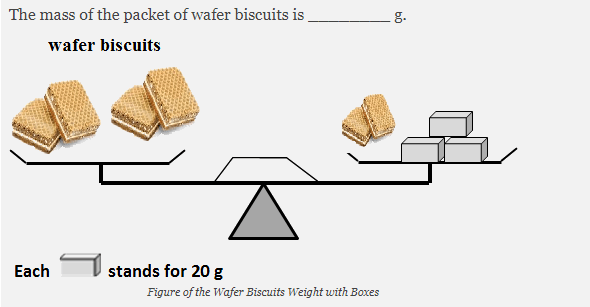 The mass of the packet of wafer biscuits is ________ g.
wafer biscuits
Each stands for 20 g
Figure of the Wafer Biscuits Weight with Boxes